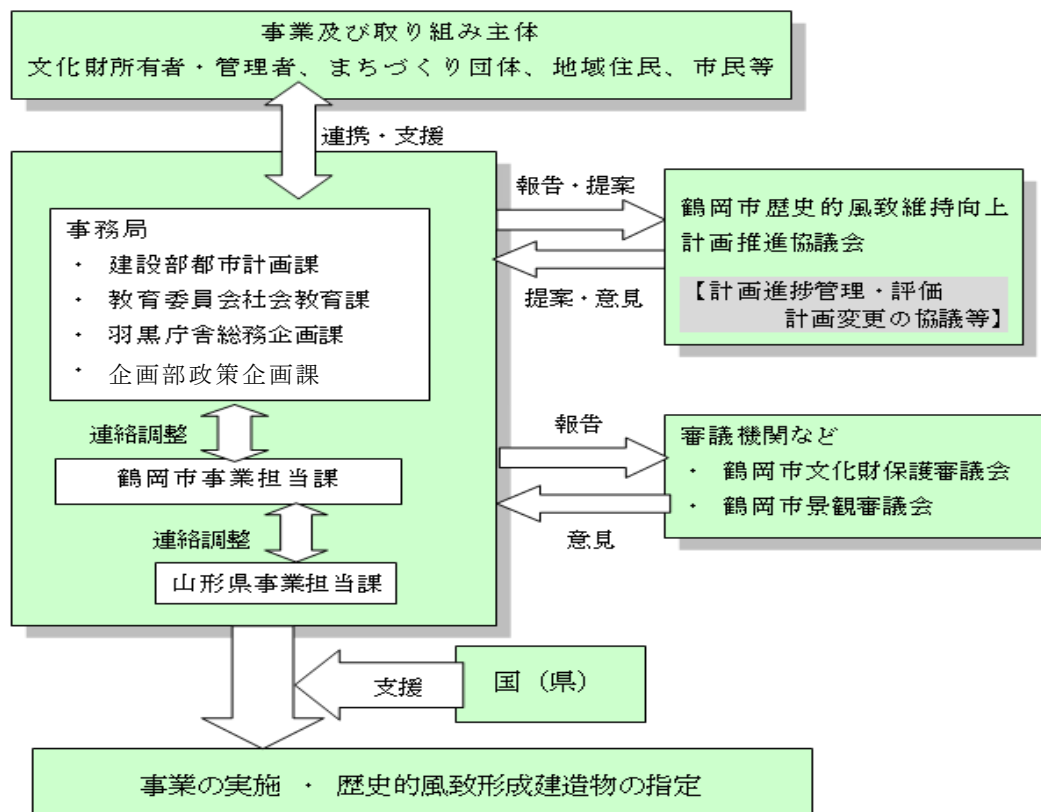 事業及び取り組み主体
文化財所有者・管理者、まちづくり団体、地域住民、市民等
連携・支援
事務局
・ 建設部都市計画課
・ 教育委員会社会教育課
・ 羽黒庁舎総務企画課
・ 企画部政策企画課
連絡調整
鶴岡市事業担当課
連絡調整
山形県事業担当課
報告・提案
提案・意見
鶴岡市歴史的風致維持向上
計画推進協議会
【計画進捗管理・評価
計画変更の協議等】
報告
意見
審議機関など
・ 鶴岡市文化財保護審議会
・ 鶴岡市景観審議会
支援
国（県）
事業の実施 ・ 歴史的風致形成建造物の指定